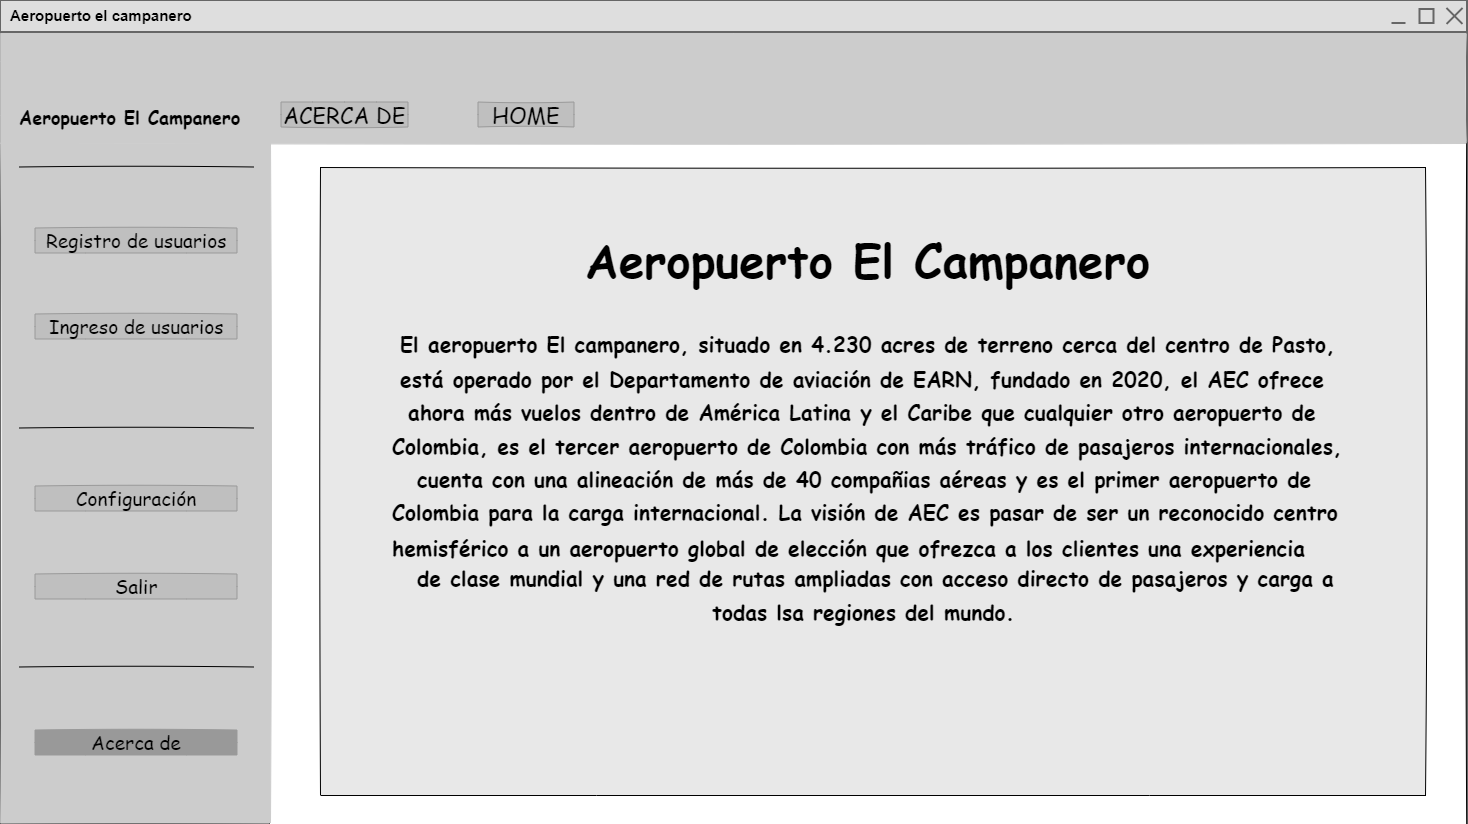 Aeropuerto el campanero
Aeropuerto El Campanero
ACERCA DE
HOME
Registro de usuarios
Ingreso de usuarios
Configuración
Salir
Acerca de
Aeropuerto El Campanero
El aeropuerto El campanero, situado en 4.230 acres de terreno cerca del centro de Pasto,
está operado por el Departamento de aviación de EARN, fundado en 2020, el AEC ofrece
ahora más vuelos dentro de América Latina y el Caribe que cualquier otro aeropuerto de
Colombia, es el tercer aeropuerto de Colombia con más tráfico de pasajeros internacionales,
cuenta con una alineación de más de 40 compañias aéreas y es el primer aeropuerto de
Colombia para la carga internacional. La visión de AEC es pasar de ser un reconocido centro
hemisférico a un aeropuerto global de elección que ofrezca a los clientes una experiencia
de clase mundial y una red de rutas ampliadas con acceso directo de pasajeros y carga a
todas lsa regiones del mundo.